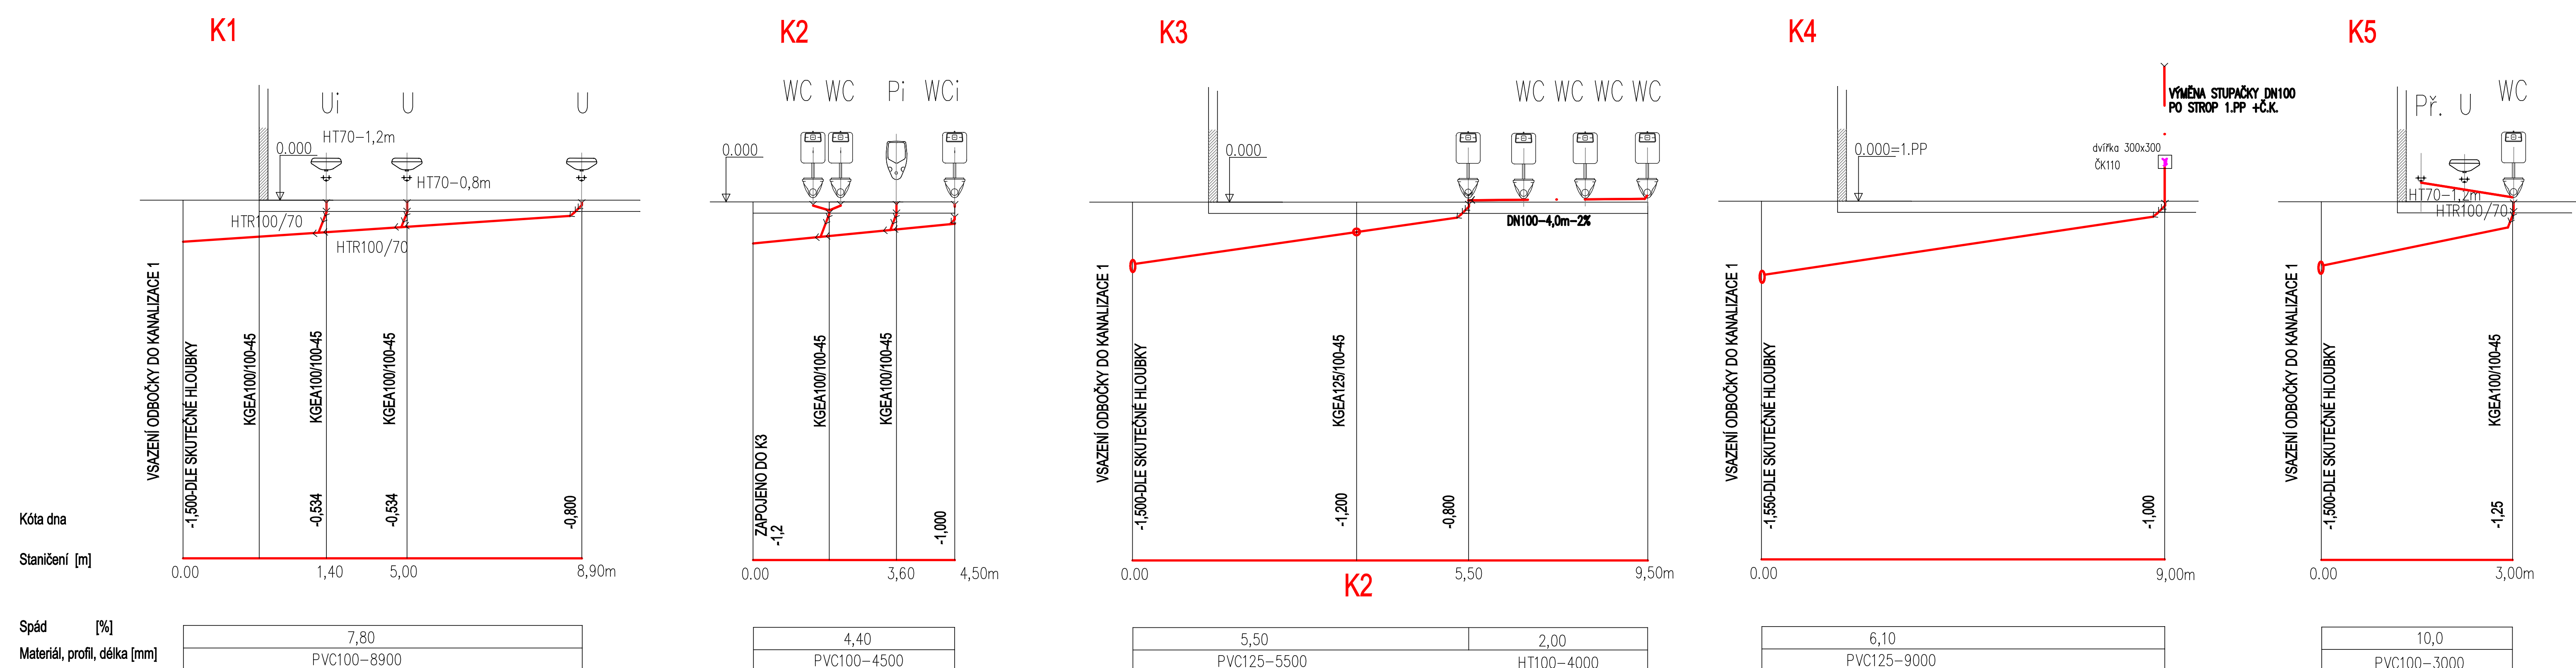 K1
K2
K3
K4
K5
Ui
U
U
HT70-1,2m
0.000
HT70-0,8m
HTR100/70
HTR100/70
VSAZENÍ ODBOČKY DO KANALIZACE 1
-1,500-DLE SKUTEČNÉ HLOUBKY
KGEA100/100-45
KGEA100/100-45
KGEA100/100-45
-0,534
-0,534
-0,800
WC WC Pi WCi
0.000
KGEA100/100-45
KGEA100/100-45
ZAPOJENO DO K3
-1,2
-1,000
WC WC WC WC
0.000
DN100-4,0m-2%
VSAZENÍ ODBOČKY DO KANALIZACE 1
-1,500-DLE SKUTEČNÉ HLOUBKY
KGEA125/100-45
-1,200
-0,800
VÝMĚNA STUPAČKY DN100
PO STROP 1.PP +Č.K.
0.000=1.PP
dvířka 300x300
ČK110
VSAZENÍ ODBOČKY DO KANALIZACE 1
-1,550-DLE SKUTEČNÉ HLOUBKY
-1,000
Př. U WC
HT70-1,2m
HTR100/70
VSAZENÍ ODBOČKY DO KANALIZACE 1
-1,500-DLE SKUTEČNÉ HLOUBKY
KGEA100/100-45
-1,25
Kóta dna
Staničení [m]
0.00 1,40 5,00 8,90m
0.00 3,60 4,50m
0.00 5,50 9,50m
K2
0.00 9,00m
0.00 3,00m
Spád [%]
7,80
4,40
5,50 2,00
6,10
10,0
Materiál, profil, délka [mm]
PVC100-8900
PVC100-4500
PVC125-5500 HT100-4000
PVC125-9000
PVC100-3000